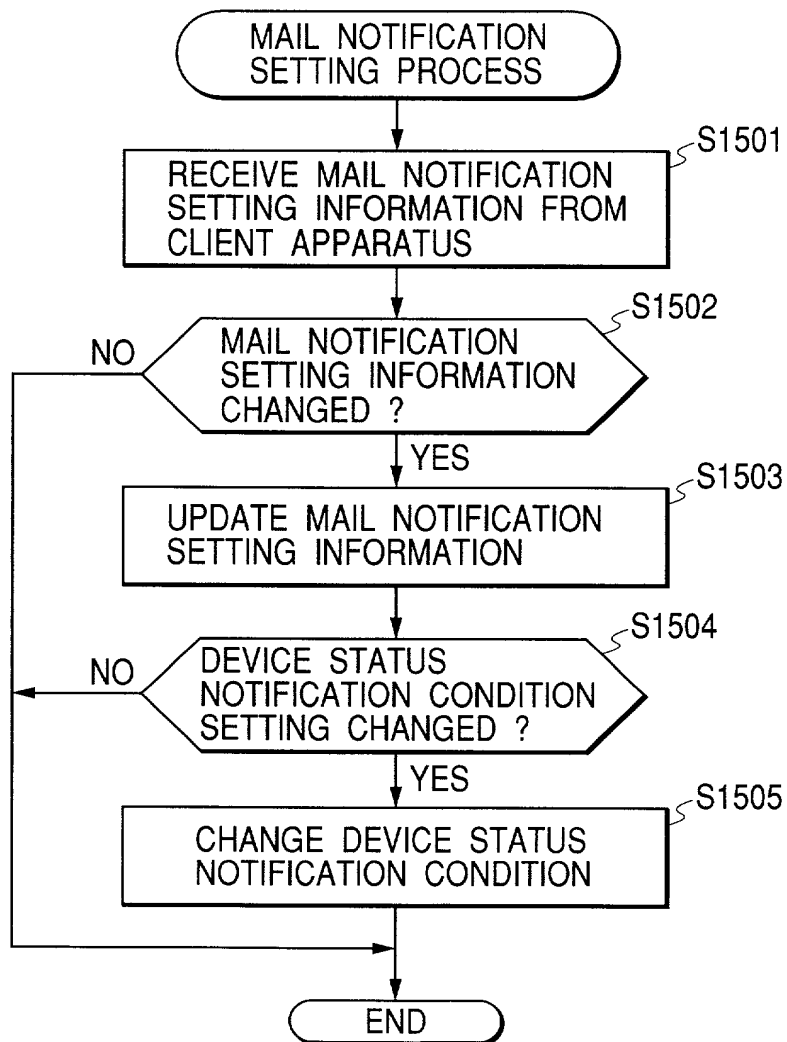 MAIL NOTIFICATION
SETTING PROCESS
S1501
RECEIVE MAIL NOTIFICATION
SETTING INFORMATION FROM
CLIENT APPARATUS
S1502
NO
MAIL NOTIFICATION
SETTING INFORMATION
CHANGED ?
YES
S1503
UPDATE MAIL NOTIFICATION
SETTING INFORMATION
S1504
NO
DEVICE STATUS
NOTIFICATION CONDITION
SETTING CHANGED ?
YES
S1505
CHANGE DEVICE STATUS
NOTIFICATION CONDITION
END